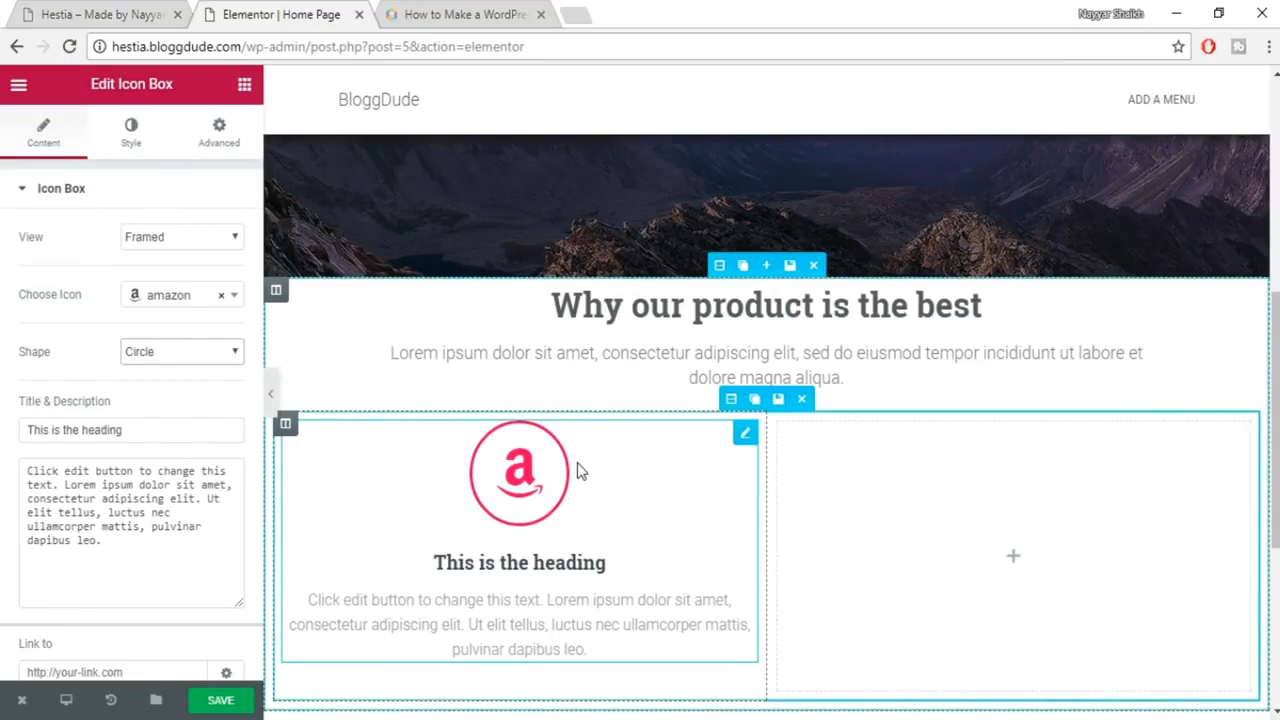 Hestia – Made by Nayya
Elementor | Home Page
How to Make a WordPre
Nayyar Shaikh
hestia.bloggdude.com/wp-admin/post.php?post=5&action=elementor
Edit Icon Box
Content
Style
Advanced
Icon Box
View
Framed
Choose Icon
amazon
Shape
Circle
Title & Description
This is the heading
Click edit button to change this
text. Lorem ipsum dolor sit amet,
consectetur adipiscing elit. Ut
elit tellus, luctus nec
ullamcorper mattis, pulvinar
dapibus leo.
Link to
http://your-link.com
SAVE
BloggDude
ADD A MENU
Why our product is the best
Lorem ipsum dolor sit amet, consectetur adipiscing elit, sed do eiusmod tempor incididunt ut labore et
dolore magna aliqua.
a
This is the heading
Click edit button to change this text. Lorem ipsum dolor sit amet,
consectetur adipiscing elit. Ut elit tellus, luctus nec ullamcorper mattis,
pulvinar dapibus leo.